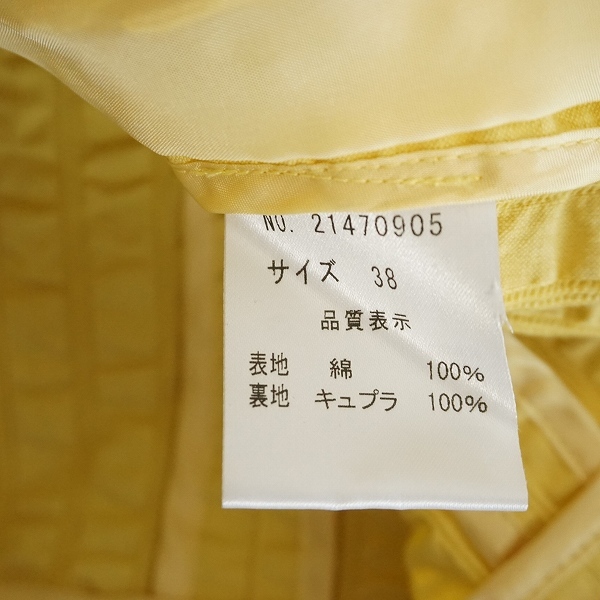 NO. 21470905
サイズ 38
品質表示
表地 綿 100%
裏地 キュプラ 100%